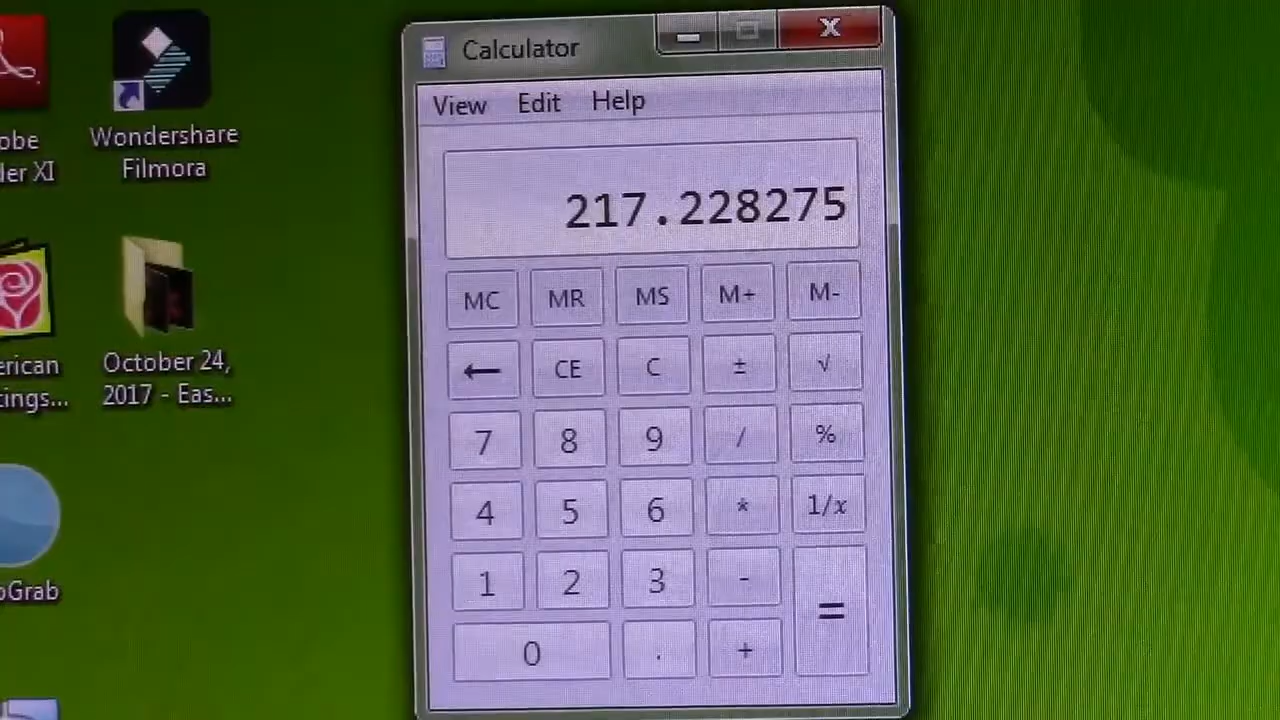 Calculator
View Edit Help
217.228275
MC MR MS M+ M-
← CE C ± √
7 8 9 / %
4 5 6 * 1/x
1 2 3 - =
0 . +
obe
ler XI
Wondershare
Filmora
erican
tings...
October 24,
2017 - Eas...
oGrab